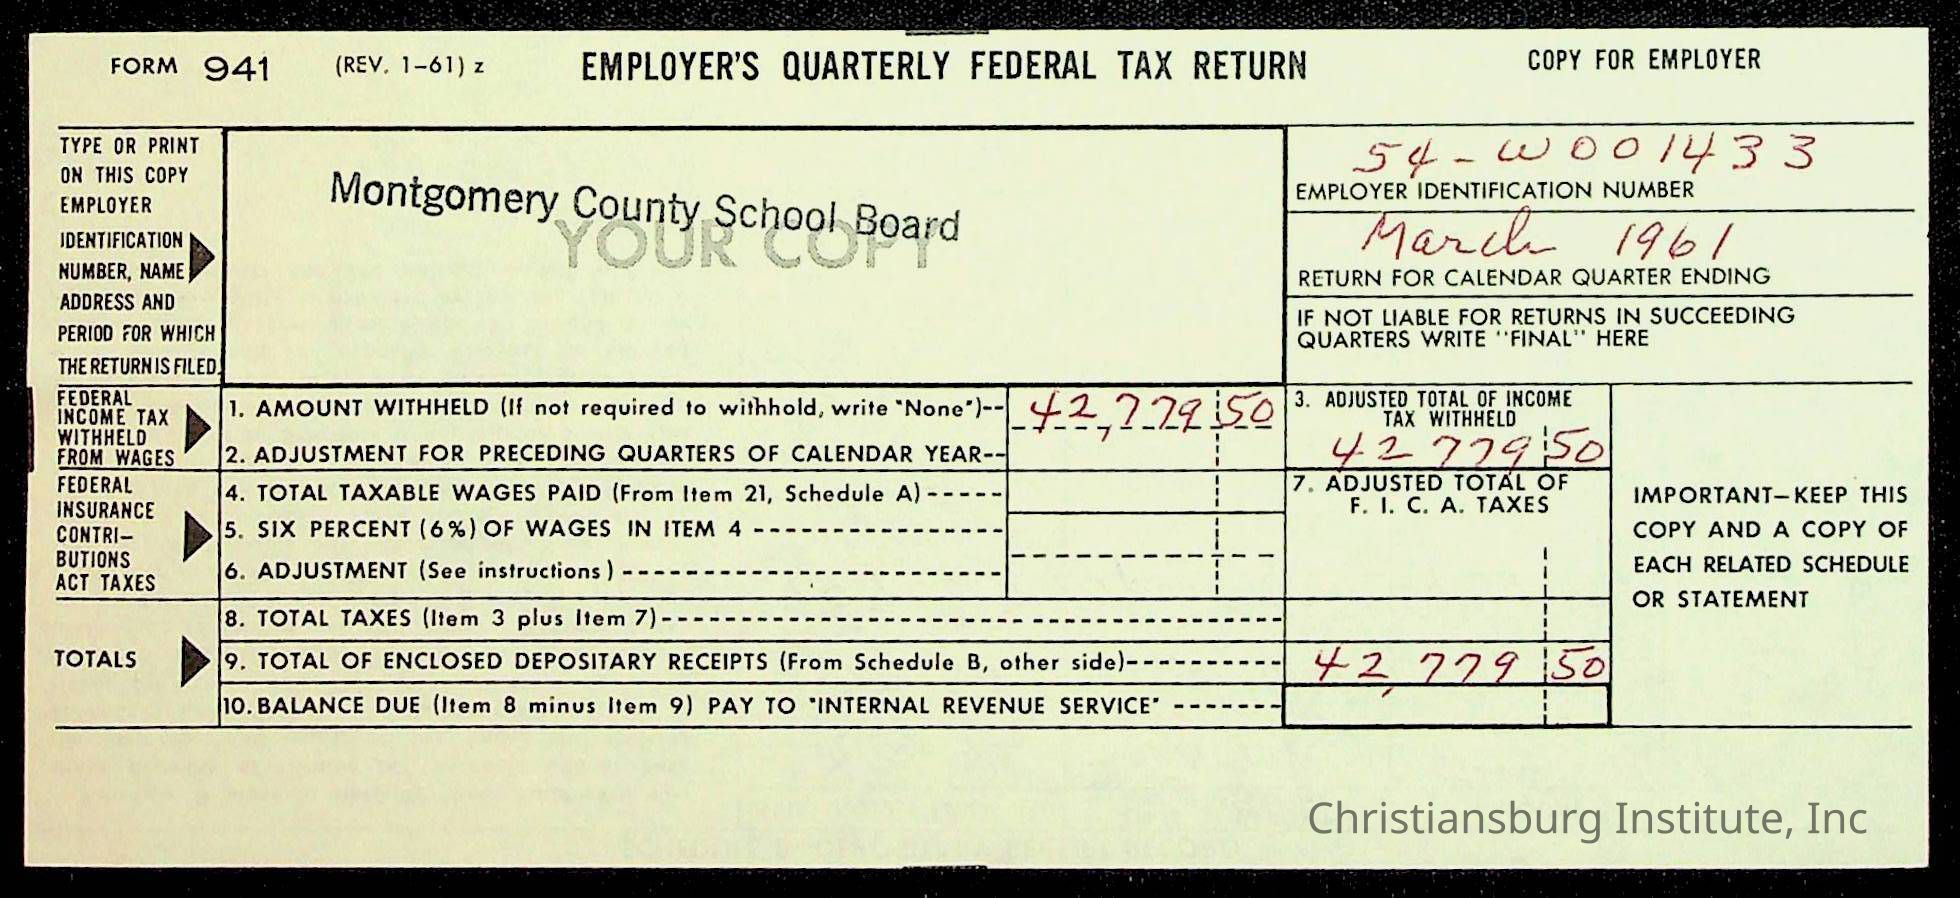 FORM 941 (REV. 1-61) z EMPLOYER'S QUARTERLY FEDERAL TAX RETURN COPY FOR EMPLOYER
TYPE OR PRINT
ON THIS COPY
EMPLOYER
IDENTIFICATION
NUMBER, NAME
ADDRESS AND
PERIOD FOR WHICH
THE RETURN IS FILED.
Montgomery County School Board
YOUR COPY
54-W001433
EMPLOYER IDENTIFICATION NUMBER
March 1961
RETURN FOR CALENDAR QUARTER ENDING
IF NOT LIABLE FOR RETURNS IN SUCCEEDING
QUARTERS WRITE "FINAL" HERE
FEDERAL
INCOME TAX
WITHHELD
FROM WAGES
1. AMOUNT WITHHELD (If not required to withhold, write "None")-- 42,779 50
2. ADJUSTMENT FOR PRECEDING QUARTERS OF CALENDAR YEAR--
3. ADJUSTED TOTAL OF INCOME
TAX WITHHELD
42 779 50
FEDERAL
INSURANCE
CONTRI-
BUTIONS
ACT TAXES
4. TOTAL TAXABLE WAGES PAID (From Item 21, Schedule A)-----
5. SIX PERCENT (6%) OF WAGES IN ITEM 4 ----------------
6. ADJUSTMENT (See instructions)------------------------
7. ADJUSTED TOTAL OF
F. I. C. A. TAXES
IMPORTANT-KEEP THIS
COPY AND A COPY OF
EACH RELATED SCHEDULE
OR STATEMENT
TOTALS
8. TOTAL TAXES (Item 3 plus Item 7)---------------------------------------
9. TOTAL OF ENCLOSED DEPOSITARY RECEIPTS (From Schedule B, other side)---------- 42,779 50
10. BALANCE DUE (Item 8 minus Item 9) PAY TO "INTERNAL REVENUE SERVICE" -------
Christiansburg Institute, Inc